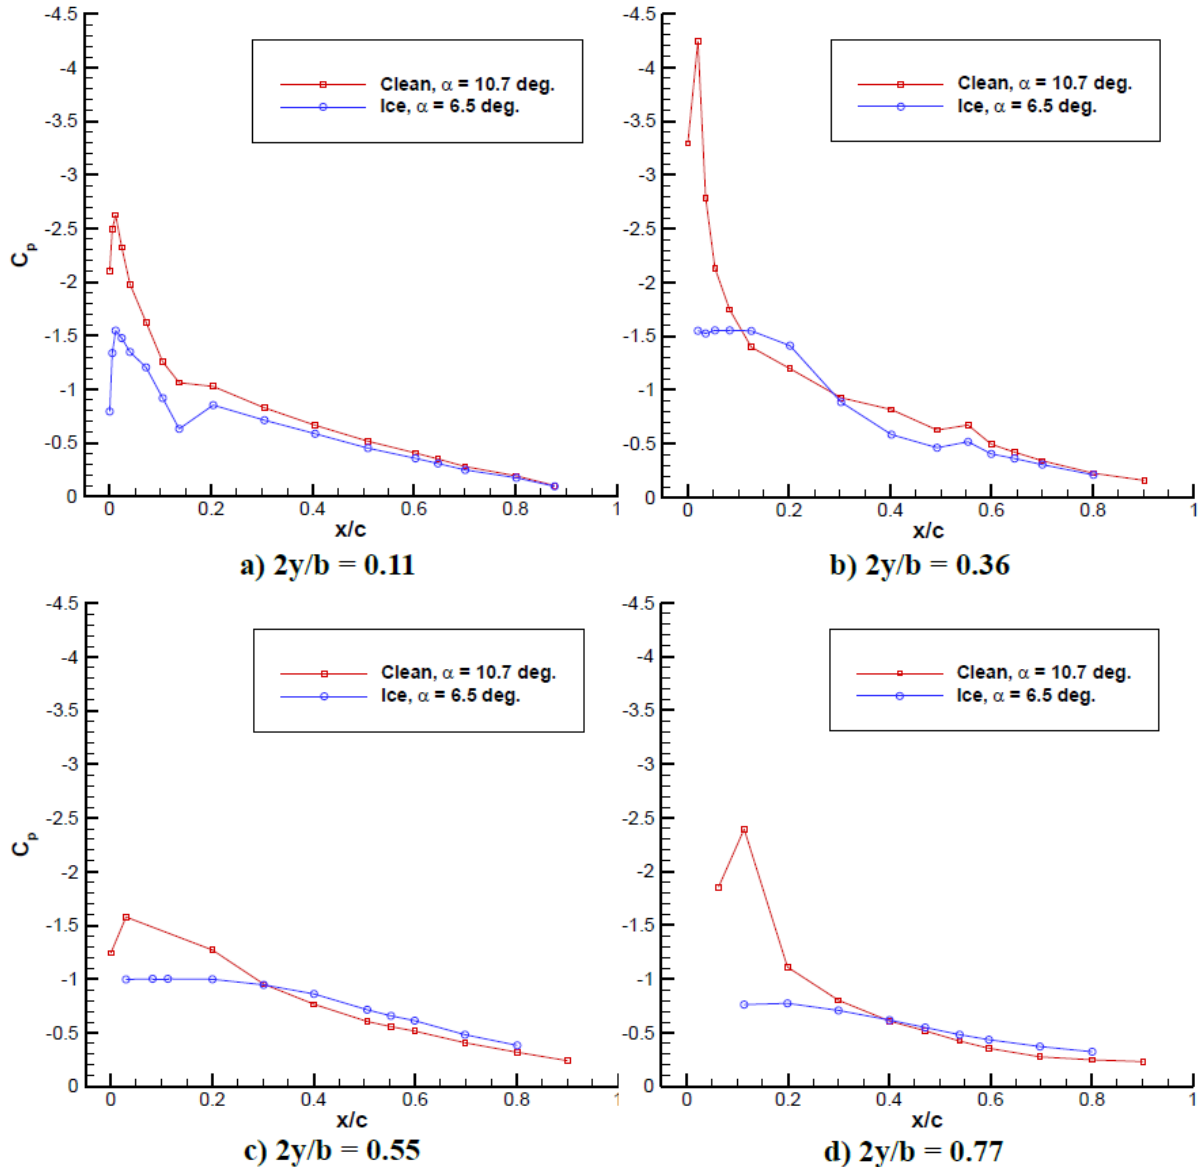 -4.5
-4
-3.5
-3
-2.5
-2
-1.5
-1
-0.5
0
Cp
Clean, α = 10.7 deg.
Ice, α = 6.5 deg.
0 0.2 0.4 0.6 0.8 1
x/c
a) 2y/b = 0.11
-4.5
-4
-3.5
-3
-2.5
-2
-1.5
-1
-0.5
0
Clean, α = 10.7 deg.
Ice, α = 6.5 deg.
0 0.2 0.4 0.6 0.8 1
x/c
b) 2y/b = 0.36
-4.5
-4
-3.5
-3
-2.5
-2
-1.5
-1
-0.5
0
Cp
Clean, α = 10.7 deg.
Ice, α = 6.5 deg.
0 0.2 0.4 0.6 0.8 1
x/c
c) 2y/b = 0.55
-4.5
-4
-3.5
-3
-2.5
-2
-1.5
-1
-0.5
0
Clean, α = 10.7 deg.
Ice, α = 6.5 deg.
0 0.2 0.4 0.6 0.8 1
x/c
d) 2y/b = 0.77